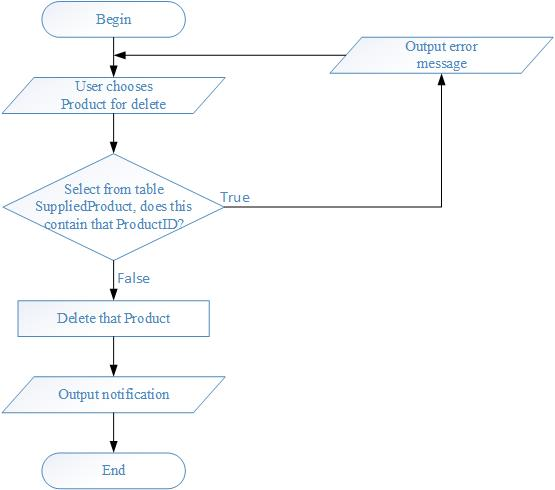 Begin
Output error
message
User chooses
Product for delete
Select from table
SuppliedProduct, does this
contain that ProductID?
True
False
Delete that Product
Output notification
End